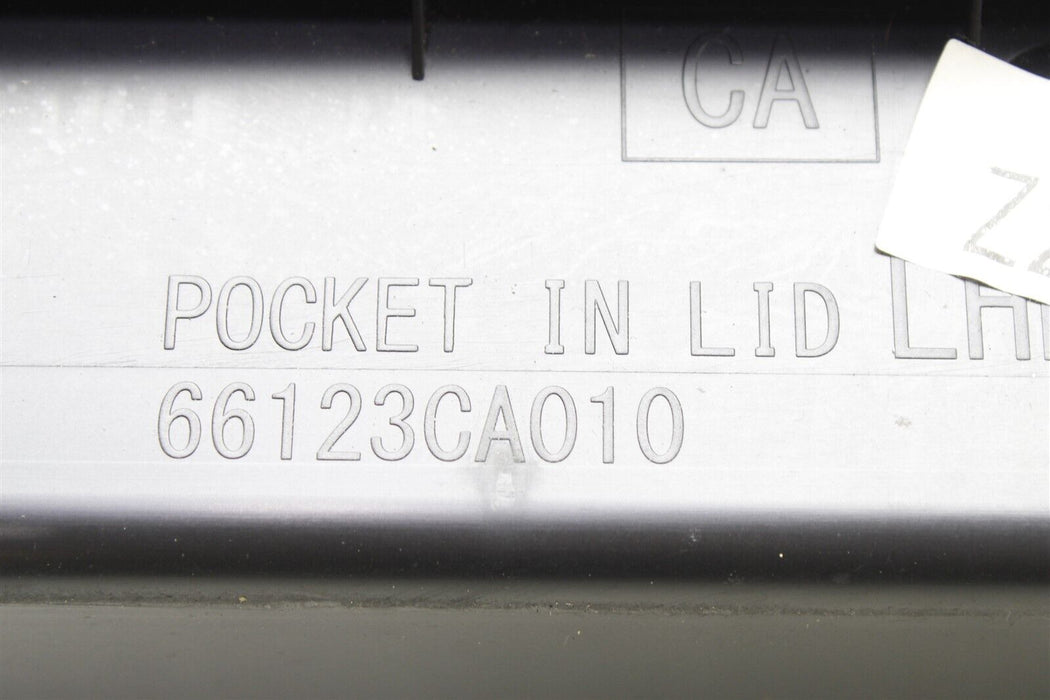 CA
POCKET IN LID
66123CA010